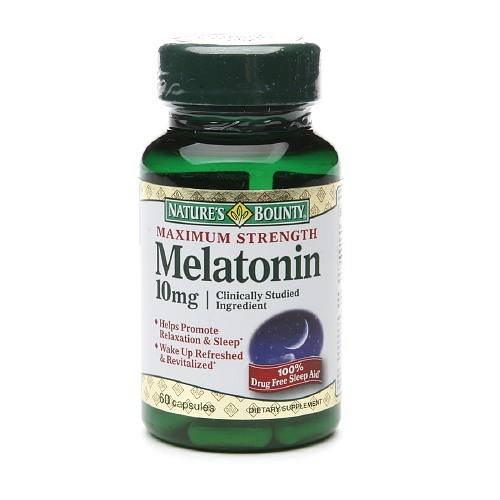 NATURE'S BOUNTY®
MAXIMUM STRENGTH
Melatonin
10mg | Clinically Studied
Ingredient
• Helps Promote
Relaxation & Sleep*
• Wake Up Refreshed
& Revitalized*
100%
Drug Free Sleep Aid*
60 capsules
DIETARY SUPPLEMENT